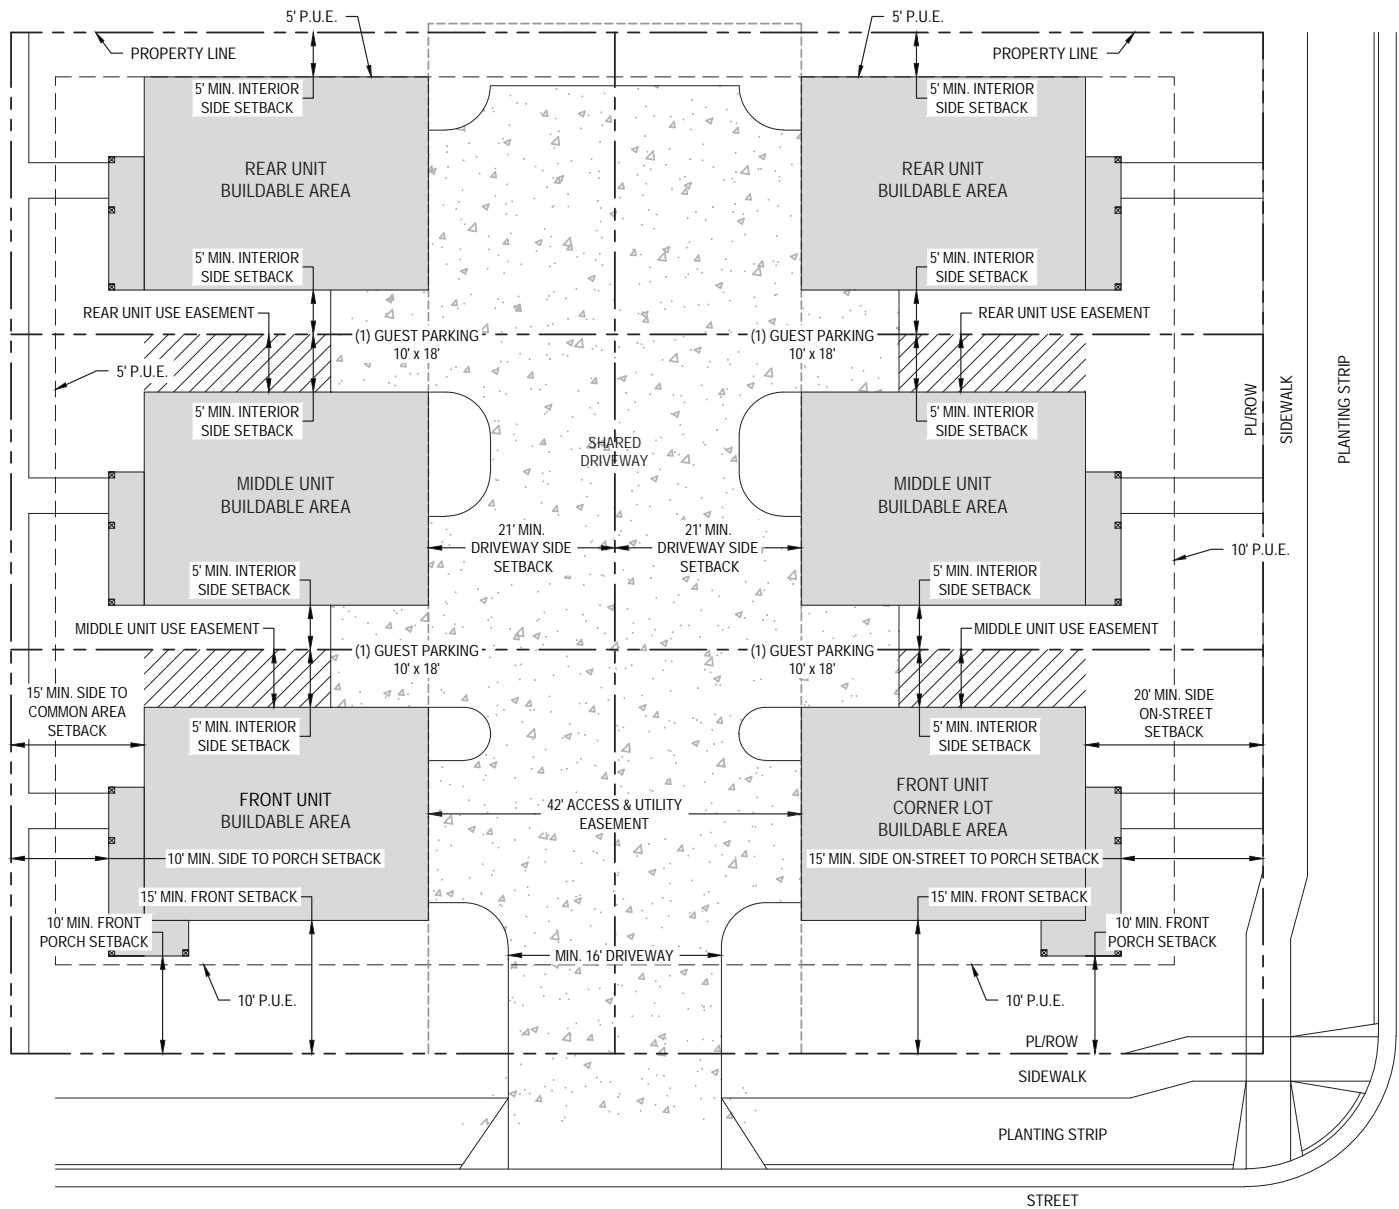 5' P.U.E.
5' P.U.E.
PROPERTY LINE
PROPERTY LINE
5' MIN. INTERIOR
SIDE SETBACK
5' MIN. INTERIOR
SIDE SETBACK
REAR UNIT
BUILDABLE AREA
REAR UNIT
BUILDABLE AREA
5' MIN. INTERIOR
SIDE SETBACK
5' MIN. INTERIOR
SIDE SETBACK
REAR UNIT USE EASEMENT
REAR UNIT USE EASEMENT
(1) GUEST PARKING
10' x 18'
(1) GUEST PARKING
10' x 18'
5' P.U.E.
5' MIN. INTERIOR
SIDE SETBACK
5' MIN. INTERIOR
SIDE SETBACK
PL/ROW
SIDEWALK
PLANTING STRIP
SHARED
DRIVEWAY
MIDDLE UNIT
BUILDABLE AREA
MIDDLE UNIT
BUILDABLE AREA
21' MIN.
DRIVEWAY SIDE
SETBACK
21' MIN.
DRIVEWAY SIDE
SETBACK
10' P.U.E.
5' MIN. INTERIOR
SIDE SETBACK
5' MIN. INTERIOR
SIDE SETBACK
MIDDLE UNIT USE EASEMENT
MIDDLE UNIT USE EASEMENT
(1) GUEST PARKING
10' x 18'
(1) GUEST PARKING
10' x 18'
15' MIN. SIDE TO
COMMON AREA
SETBACK
20' MIN. SIDE
ON-STREET
SETBACK
5' MIN. INTERIOR
SIDE SETBACK
5' MIN. INTERIOR
SIDE SETBACK
FRONT UNIT
BUILDABLE AREA
42' ACCESS & UTILITY
EASEMENT
FRONT UNIT
CORNER LOT
BUILDABLE AREA
10' MIN. SIDE TO PORCH SETBACK
15' MIN. SIDE ON-STREET TO PORCH SETBACK
15' MIN. FRONT SETBACK
15' MIN. FRONT SETBACK
10' MIN. FRONT
PORCH SETBACK
10' MIN. FRONT
PORCH SETBACK
MIN. 16' DRIVEWAY
10' P.U.E.
10' P.U.E.
PL/ROW
SIDEWALK
PLANTING STRIP
STREET